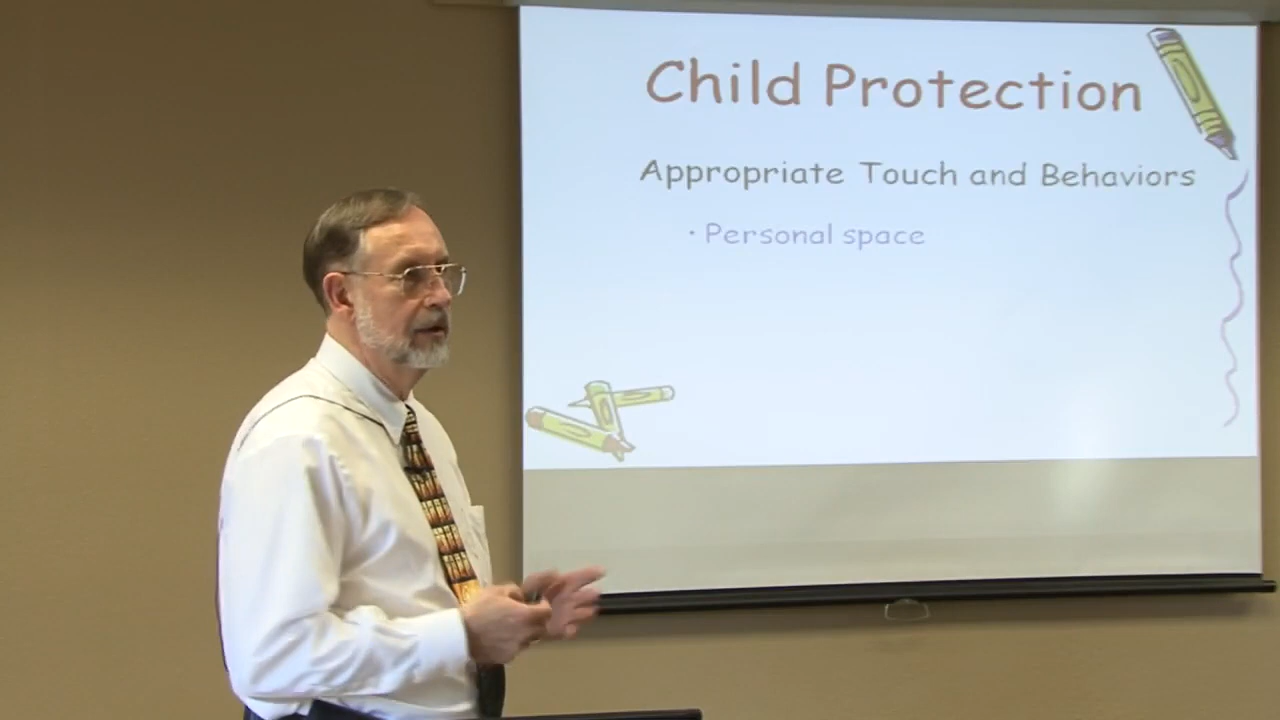 Child Protection
Appropriate Touch and Behaviors
· Personal space